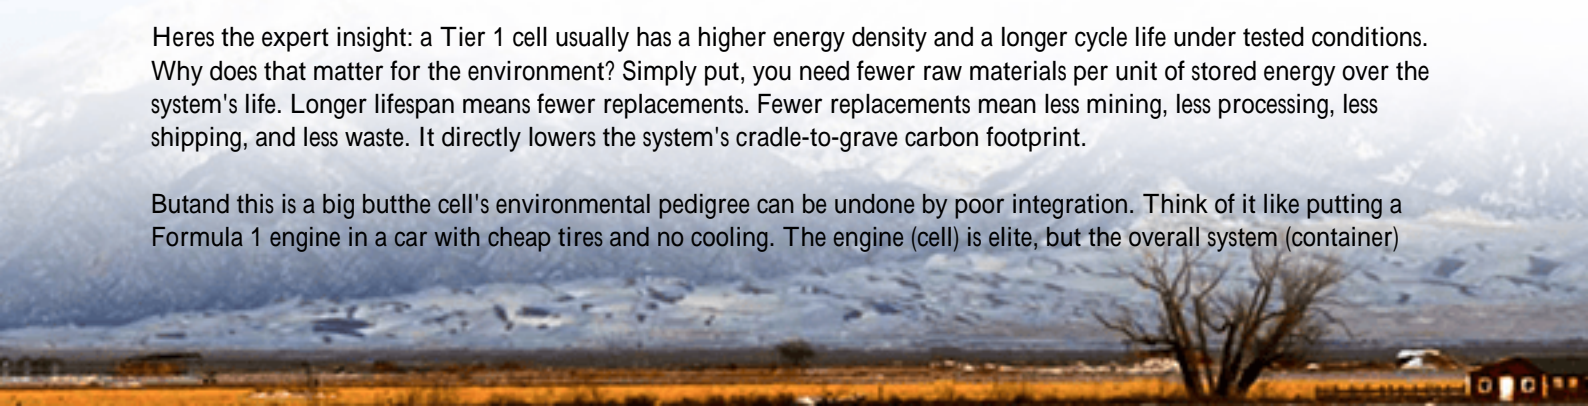 Heres the expert insight: a Tier 1 cell usually has a higher energy density and a longer cycle life under tested conditions.
Why does that matter for the environment? Simply put, you need fewer raw materials per unit of stored energy over the
system's life. Longer lifespan means fewer replacements. Fewer replacements mean less mining, less processing, less
shipping, and less waste. It directly lowers the system's cradle-to-grave carbon footprint.
Butand this is a big butthe cell's environmental pedigree can be undone by poor integration. Think of it like putting a
Formula 1 engine in a car with cheap tires and no cooling. The engine (cell) is elite, but the overall system (container)